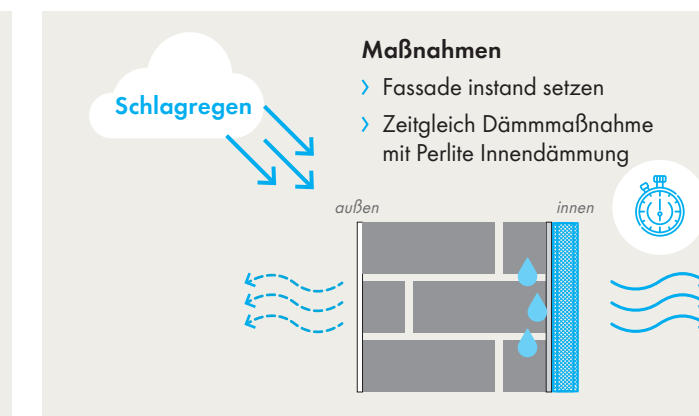 Maßnahmen
Fassade instand setzen
Zeitgleich Dämmmaßnahme
mit Perlite Innendämmung
Schlagregen
außen
innen